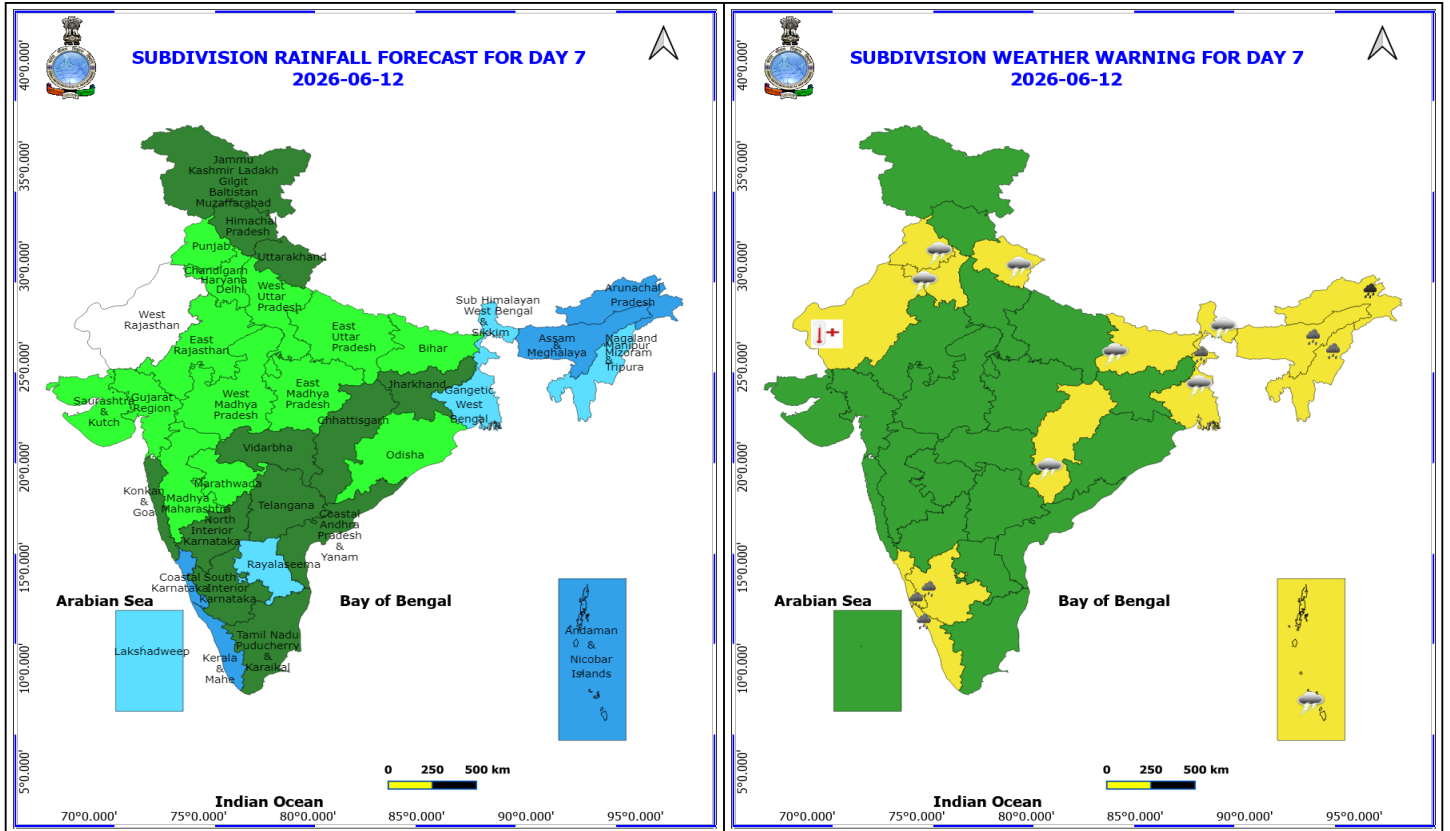 SUBDIVISION RAINFALL FORECAST FOR DAY 7
2026-06-12
40°0.000'
35°0.000'
30°0.000'
25°0.000'
20°0.000'
15°0.000'
10°0.000'
5°0.000'
Jammu
Kashmir Ladakh
Gilgit
Baltistan
Muzaffarabad
Himachal
Pradesh
Punjab
Uttarakhand
Chandigarh
Haryana
Delhi
West
Uttar
Pradesh
West
Rajasthan
East
Rajasthan
East
Uttar
Pradesh
Bihar
Sub Himalayan
West Bengal
&
Sikkim
Arunachal
Pradesh
Assam
&
Meghalaya
Nagaland
Manipur
Mizoram
&
Tripura
Saurashtra
&
Kutch
Gujarat
Region
West
Madhya
Pradesh
East
Madhya
Pradesh
Jharkhand
Gangetic
West
Bengal
Chhattisgarh
Vidarbha
Odisha
Konkan
&
Goa
Marathwada
Madhya
Maharashtra
Telangana
North
Interior
Karnataka
Coastal
Andhra
Pradesh
&
Yanam
Rayalaseema
Coastal
Karnataka
South
Interior
Karnataka
Arabian Sea
Bay of Bengal
Lakshadweep
Kerala
&
Mahe
Tamil Nadu
Puducherry
&
Karaikal
Andaman
&
Nicobar
Islands
0 250 500 km
Indian Ocean
70°0.000' 75°0.000' 80°0.000' 85°0.000' 90°0.000' 95°0.000'
SUBDIVISION WEATHER WARNING FOR DAY 7
2026-06-12
40°0.000'
35°0.000'
30°0.000'
25°0.000'
20°0.000'
15°0.000'
10°0.000'
5°0.000'
Arabian Sea
Bay of Bengal
0 250 500 km
Indian Ocean
70°0.000' 75°0.000' 80°0.000' 85°0.000' 90°0.000' 95°0.000'